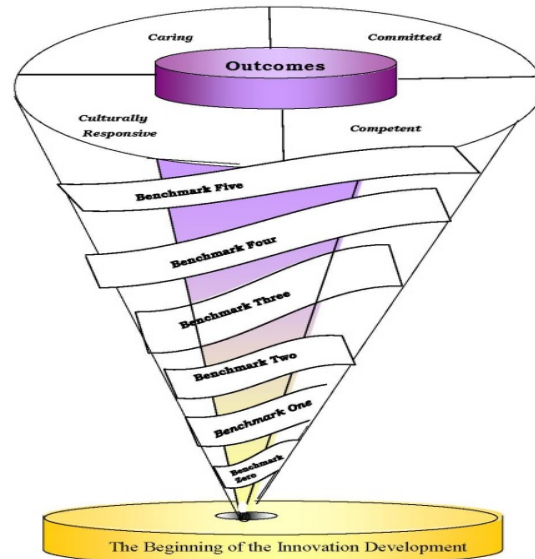 Caring
Committed
Outcomes
Culturally
Responsive
Competent
Benchmark Five
Benchmark Four
Benchmark Three
Benchmark Two
Benchmark One
Benchmark
Zero
The Beginning of the Innovation Development